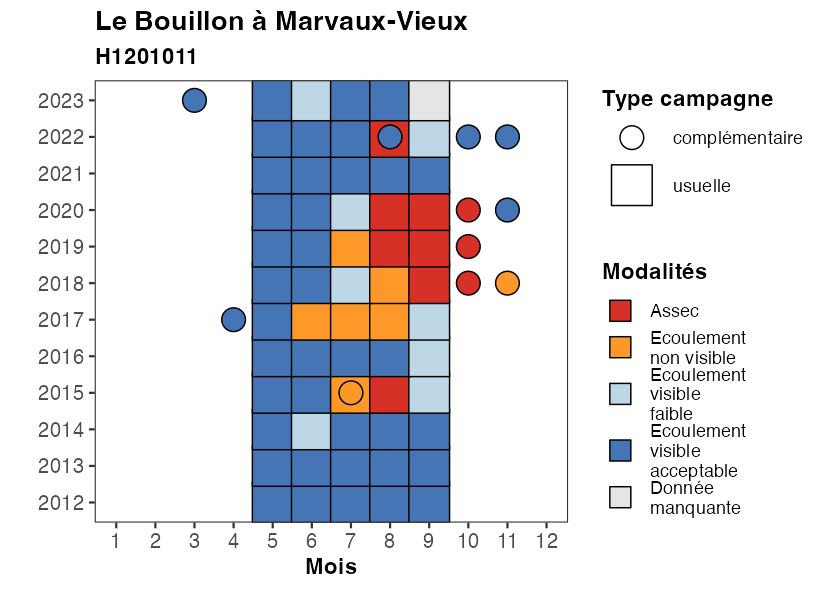 Le Bouillon à Marvaux-Vieux
H1201011
2023
2022
2021
2020
2019
2018
2017
2016
2015
2014
2013
2012
1 2 3 4 5 6 7 8 9 10 11 12
Mois
Type campagne
complémentaire
usuelle
Modalités
Assec
Ecoulement
non visible
Ecoulement
visible
faible
Ecoulement
visible
acceptable
Donnée
manquante